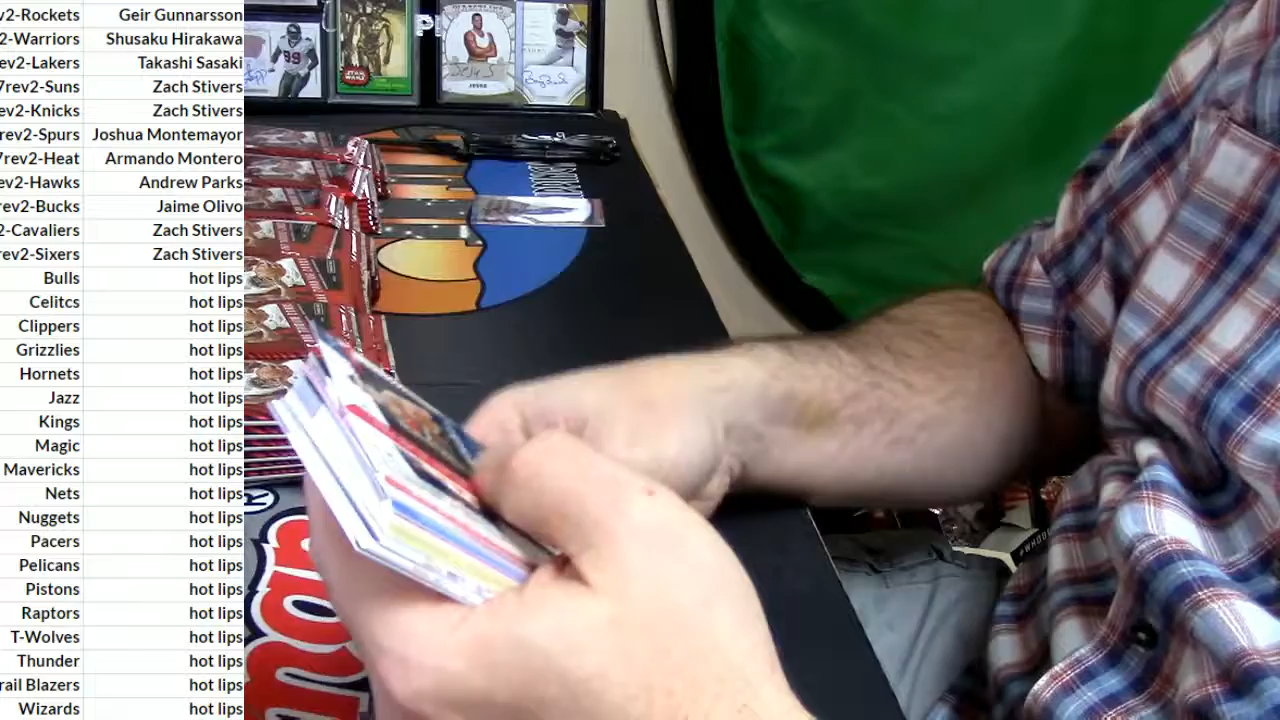 v2-Rockets Geir Gunnarsson
2-Warriors Shusaku Hirakawa
ev2-Lakers Takashi Sasaki
7rev2-Suns Zach Stivers
ev2-Knicks Zach Stivers
rev2-Spurs Joshua Montemayor
7rev2-Heat Armando Montero
ev2-Hawks Andrew Parks
rev2-Bucks Jaime Olivo
2-Cavaliers Zach Stivers
ev2-Sixers Zach Stivers
Bulls hot lips
Celitcs hot lips
Clippers hot lips
Grizzlies hot lips
Hornets hot lips
Jazz hot lips
Kings hot lips
Magic hot lips
Mavericks hot lips
Nets hot lips
Nuggets hot lips
Pacers hot lips
Pelicans hot lips
Pistons hot lips
Raptors hot lips
T-Wolves hot lips
Thunder hot lips
rail Blazers hot lips
Wizards hot lips
STAR WARS
99
#WHODO